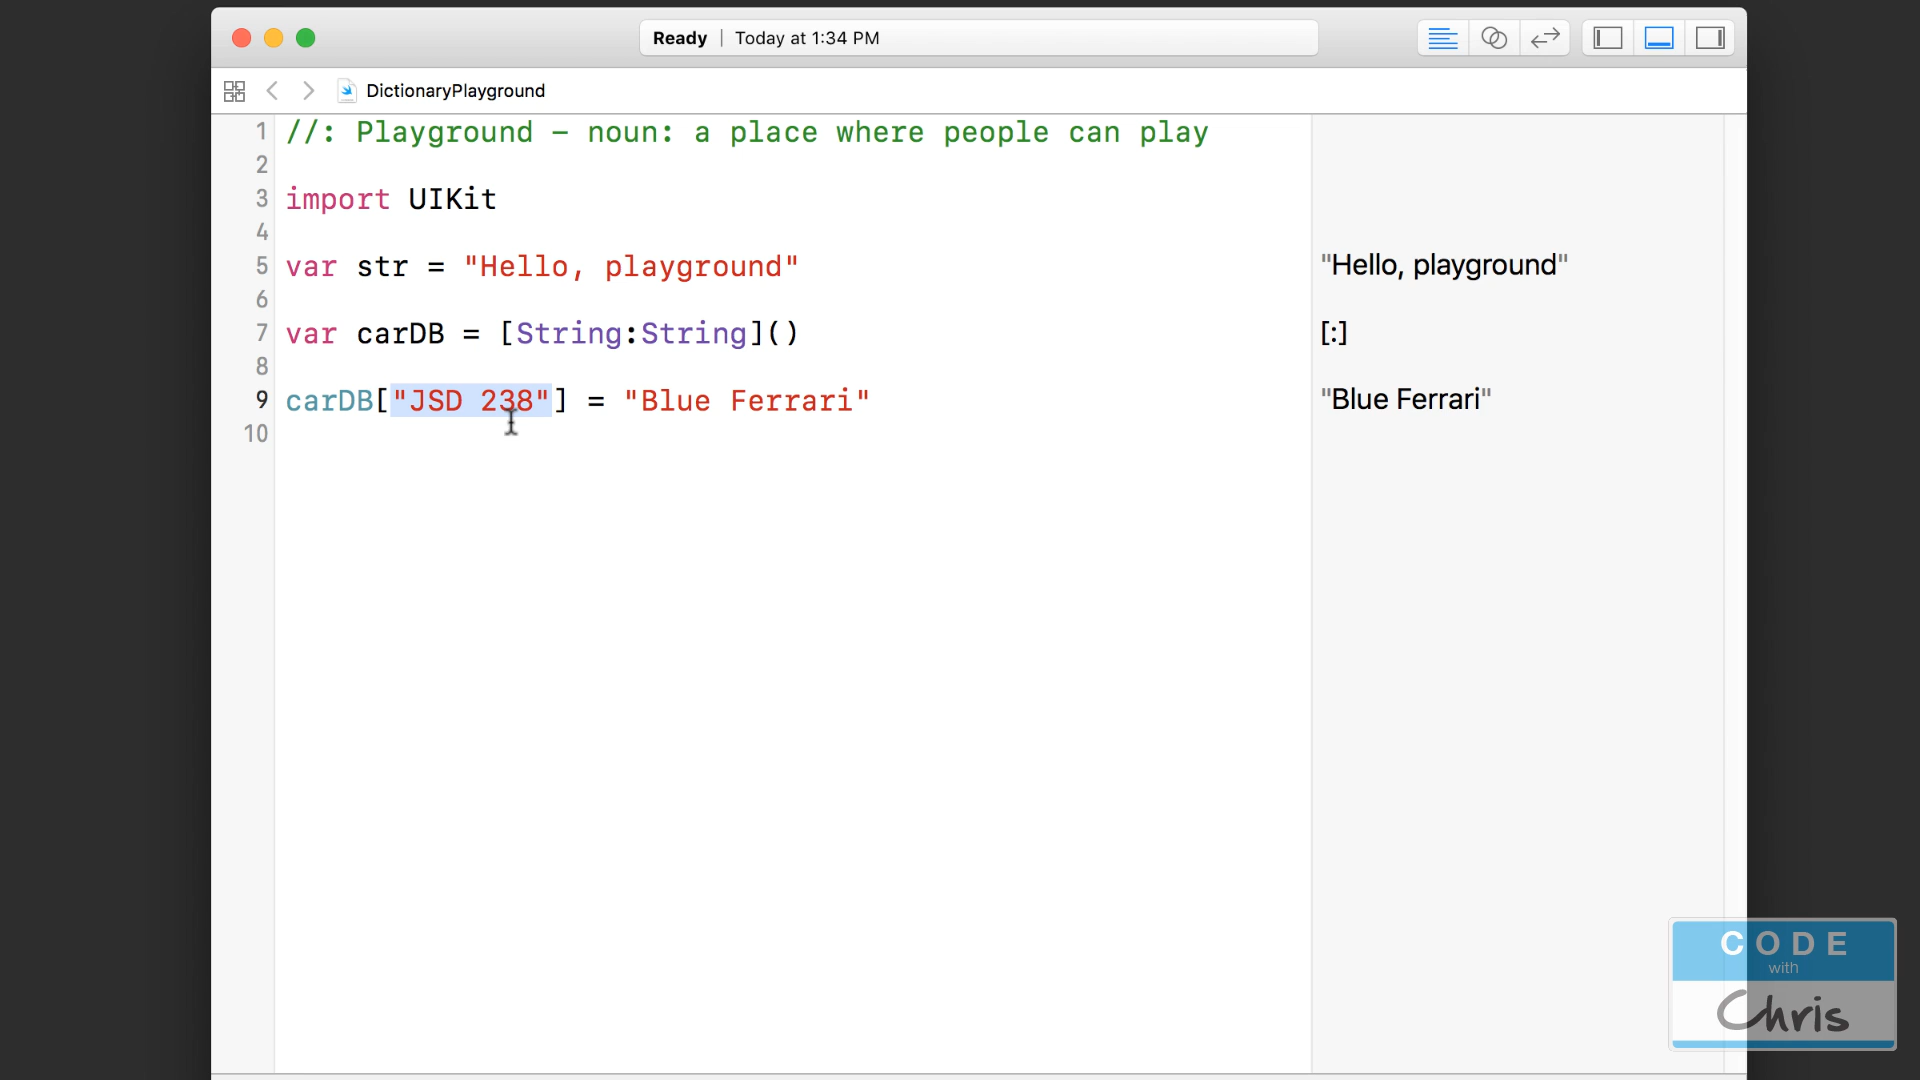 Ready | Today at 1:34 PM
DictionaryPlayground
1 //: Playground – noun: a place where people can play
2
3 import UIKit
4
5 var str = "Hello, playground" "Hello, playground"
6
7 var carDB = [String:String]() [:]
8
9 carDB["JSD 238"] = "Blue Ferrari" "Blue Ferrari"
10
CODE
with
Chris